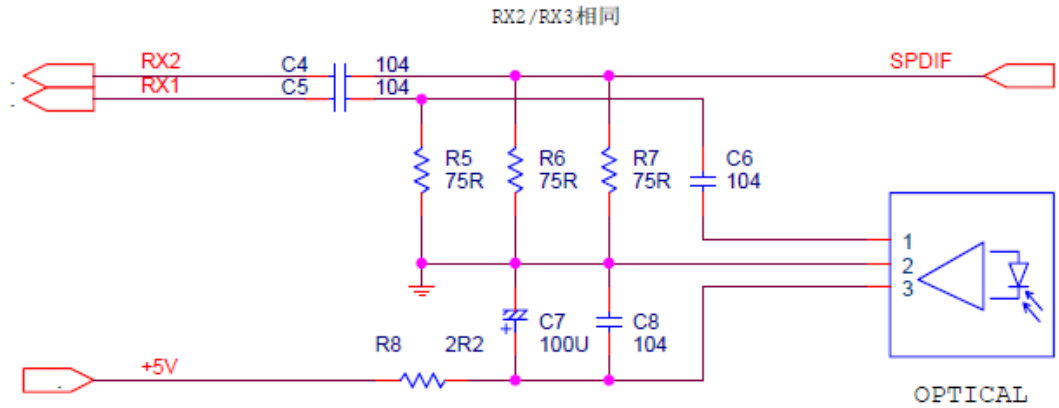 RX2/RX3相同
RX2 C4 104 SPDIF
RX1 C5 104
R5 R6 R7 C6
75R 75R 75R 104
1
2
3
C7 C8
+ 100U 104
R8 2R2
+5V
OPTICAL